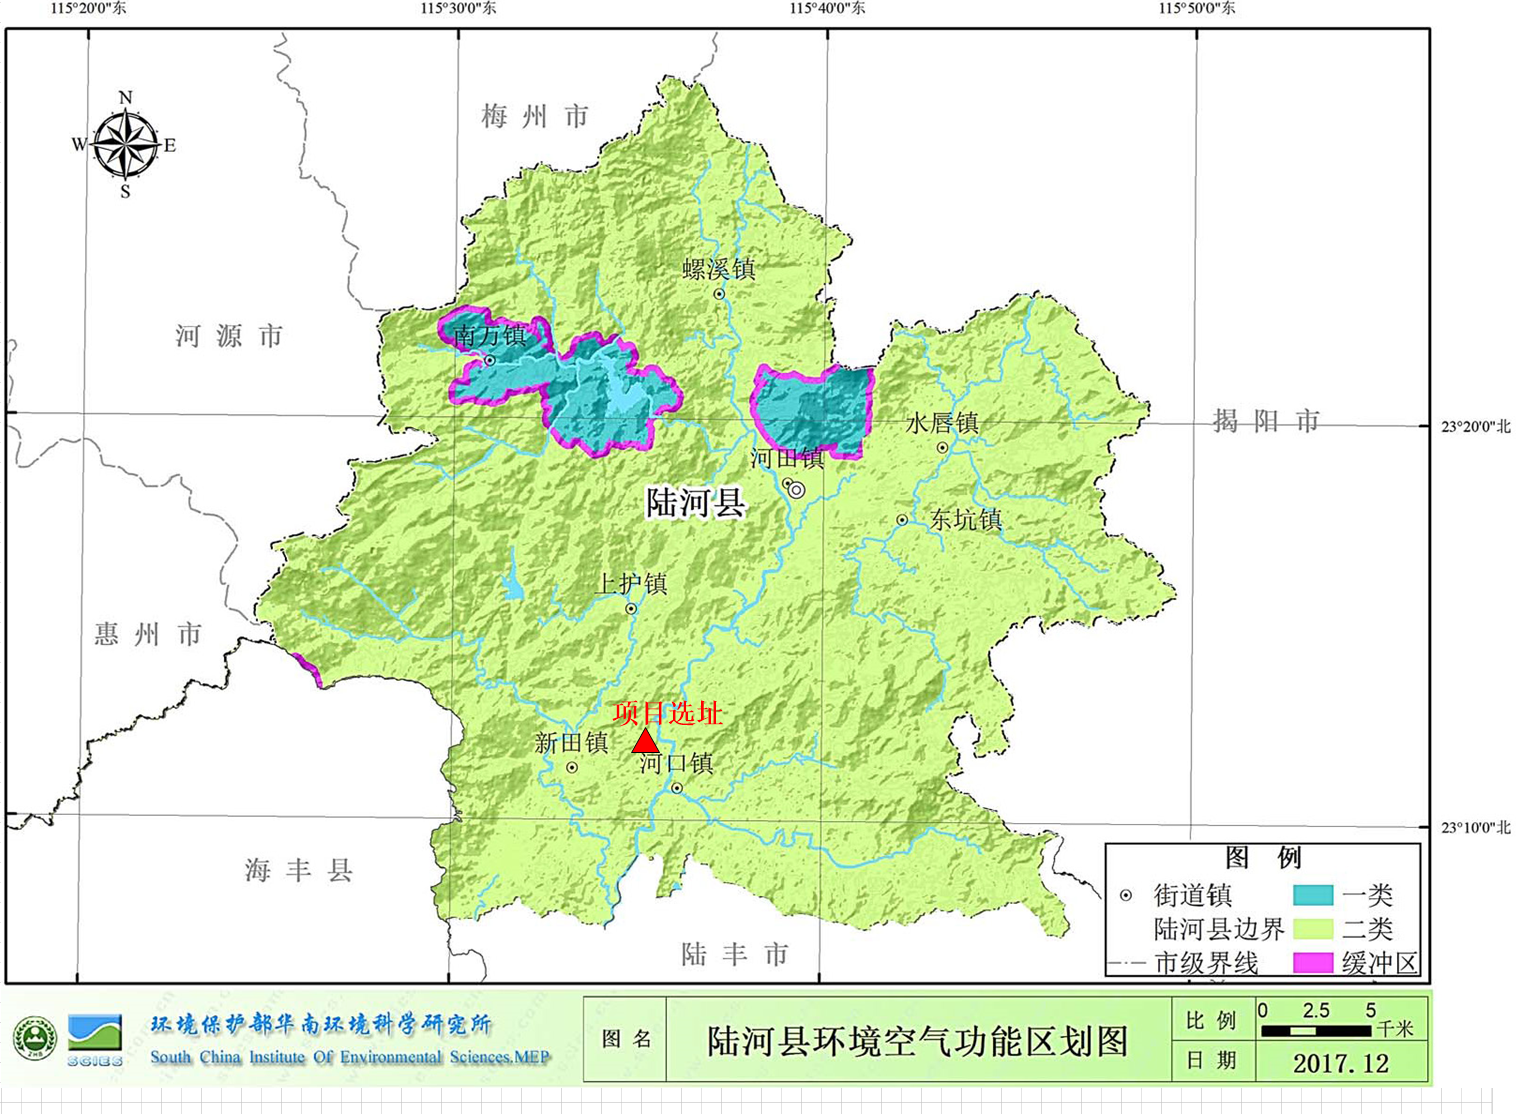 115°20'0"东
115°30'0"东
115°40'0"东
115°50'0"东
N
W
E
S
梅州市
螺溪镇
河源市
南万镇
水唇镇
揭阳市
23°20'0"北
河田镇
陆河县
东坑镇
上护镇
惠州市
项目选址
新田镇
河口镇
23°10'0"北
海丰县
陆丰市
图 例
街道镇
一类
陆河县边界
二类
市级界线
缓冲区
环境保护部华南环境科学研究所
South China Institute Of Environmental Sciences.MEP
SCIES
图 名
陆河县环境空气功能区划图
比 例
0 2.5 5
千米
日 期
2017.12